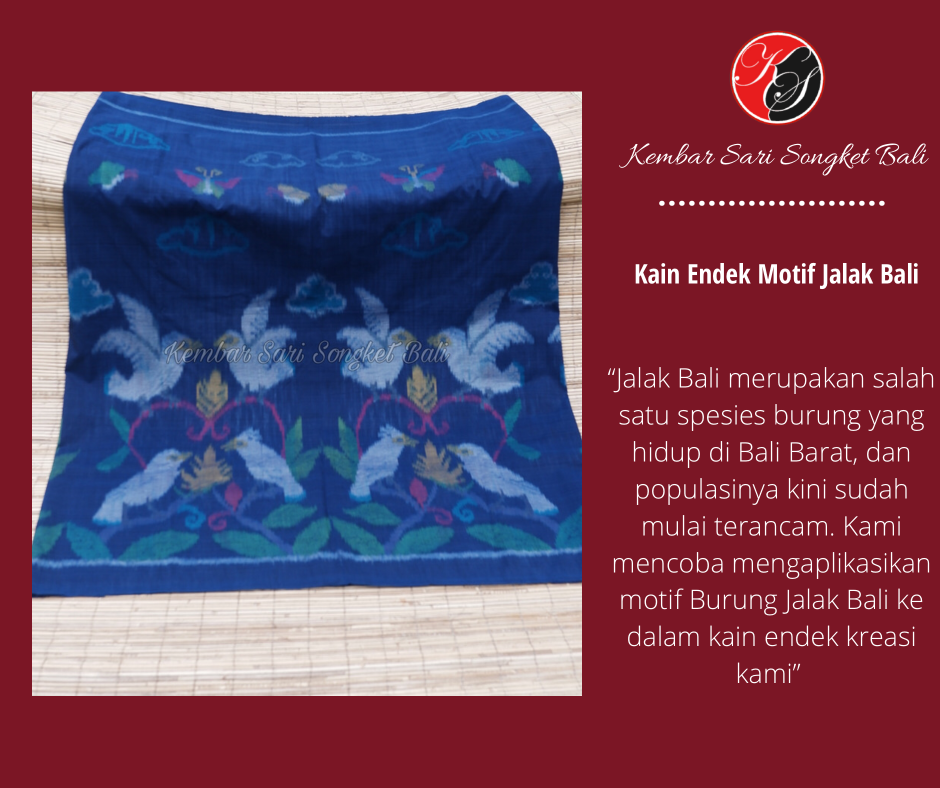 KS
Kembar Sari Songket Bali
Kain Endek Motif Jalak Bali
“Jalak Bali merupakan salah
satu spesies burung yang
hidup di Bali Barat, dan
populasinya kini sudah
mulai terancam. Kami
mencoba mengaplikasikan
motif Burung Jalak Bali ke
dalam kain endek kreasi
kami”
Kembar Sari Songket Bali